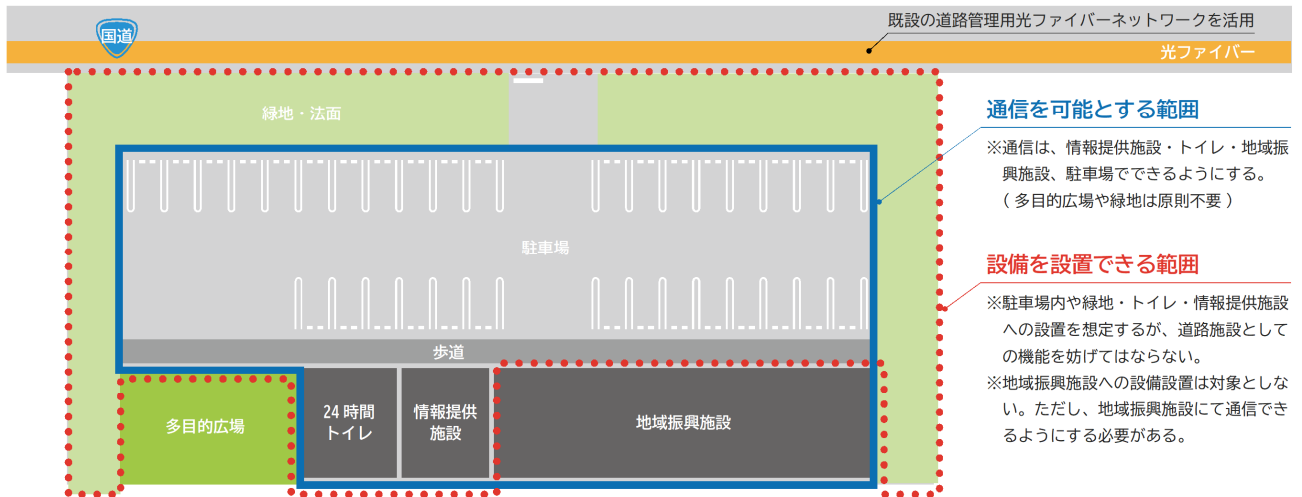 国道
既設の道路管理用光ファイバーネットワークを活用
光ファイバー
緑地・法面
通信を可能とする範囲
※通信は、情報提供施設・トイレ・地域振
興施設、駐車場でできるようにする。
（ 多目的広場や緑地は原則不要 ）
駐車場
設備を設置できる範囲
※駐車場内や緑地・トイレ・情報提供施設
への設置を想定するが、道路施設として
の機能を妨げてはならない。
※地域振興施設への設備設置は対象としな
い。ただし、地域振興施設にて通信でき
るようにする必要がある。
歩道
多目的広場
24 時間
トイレ
情報提供
施設
地域振興施設